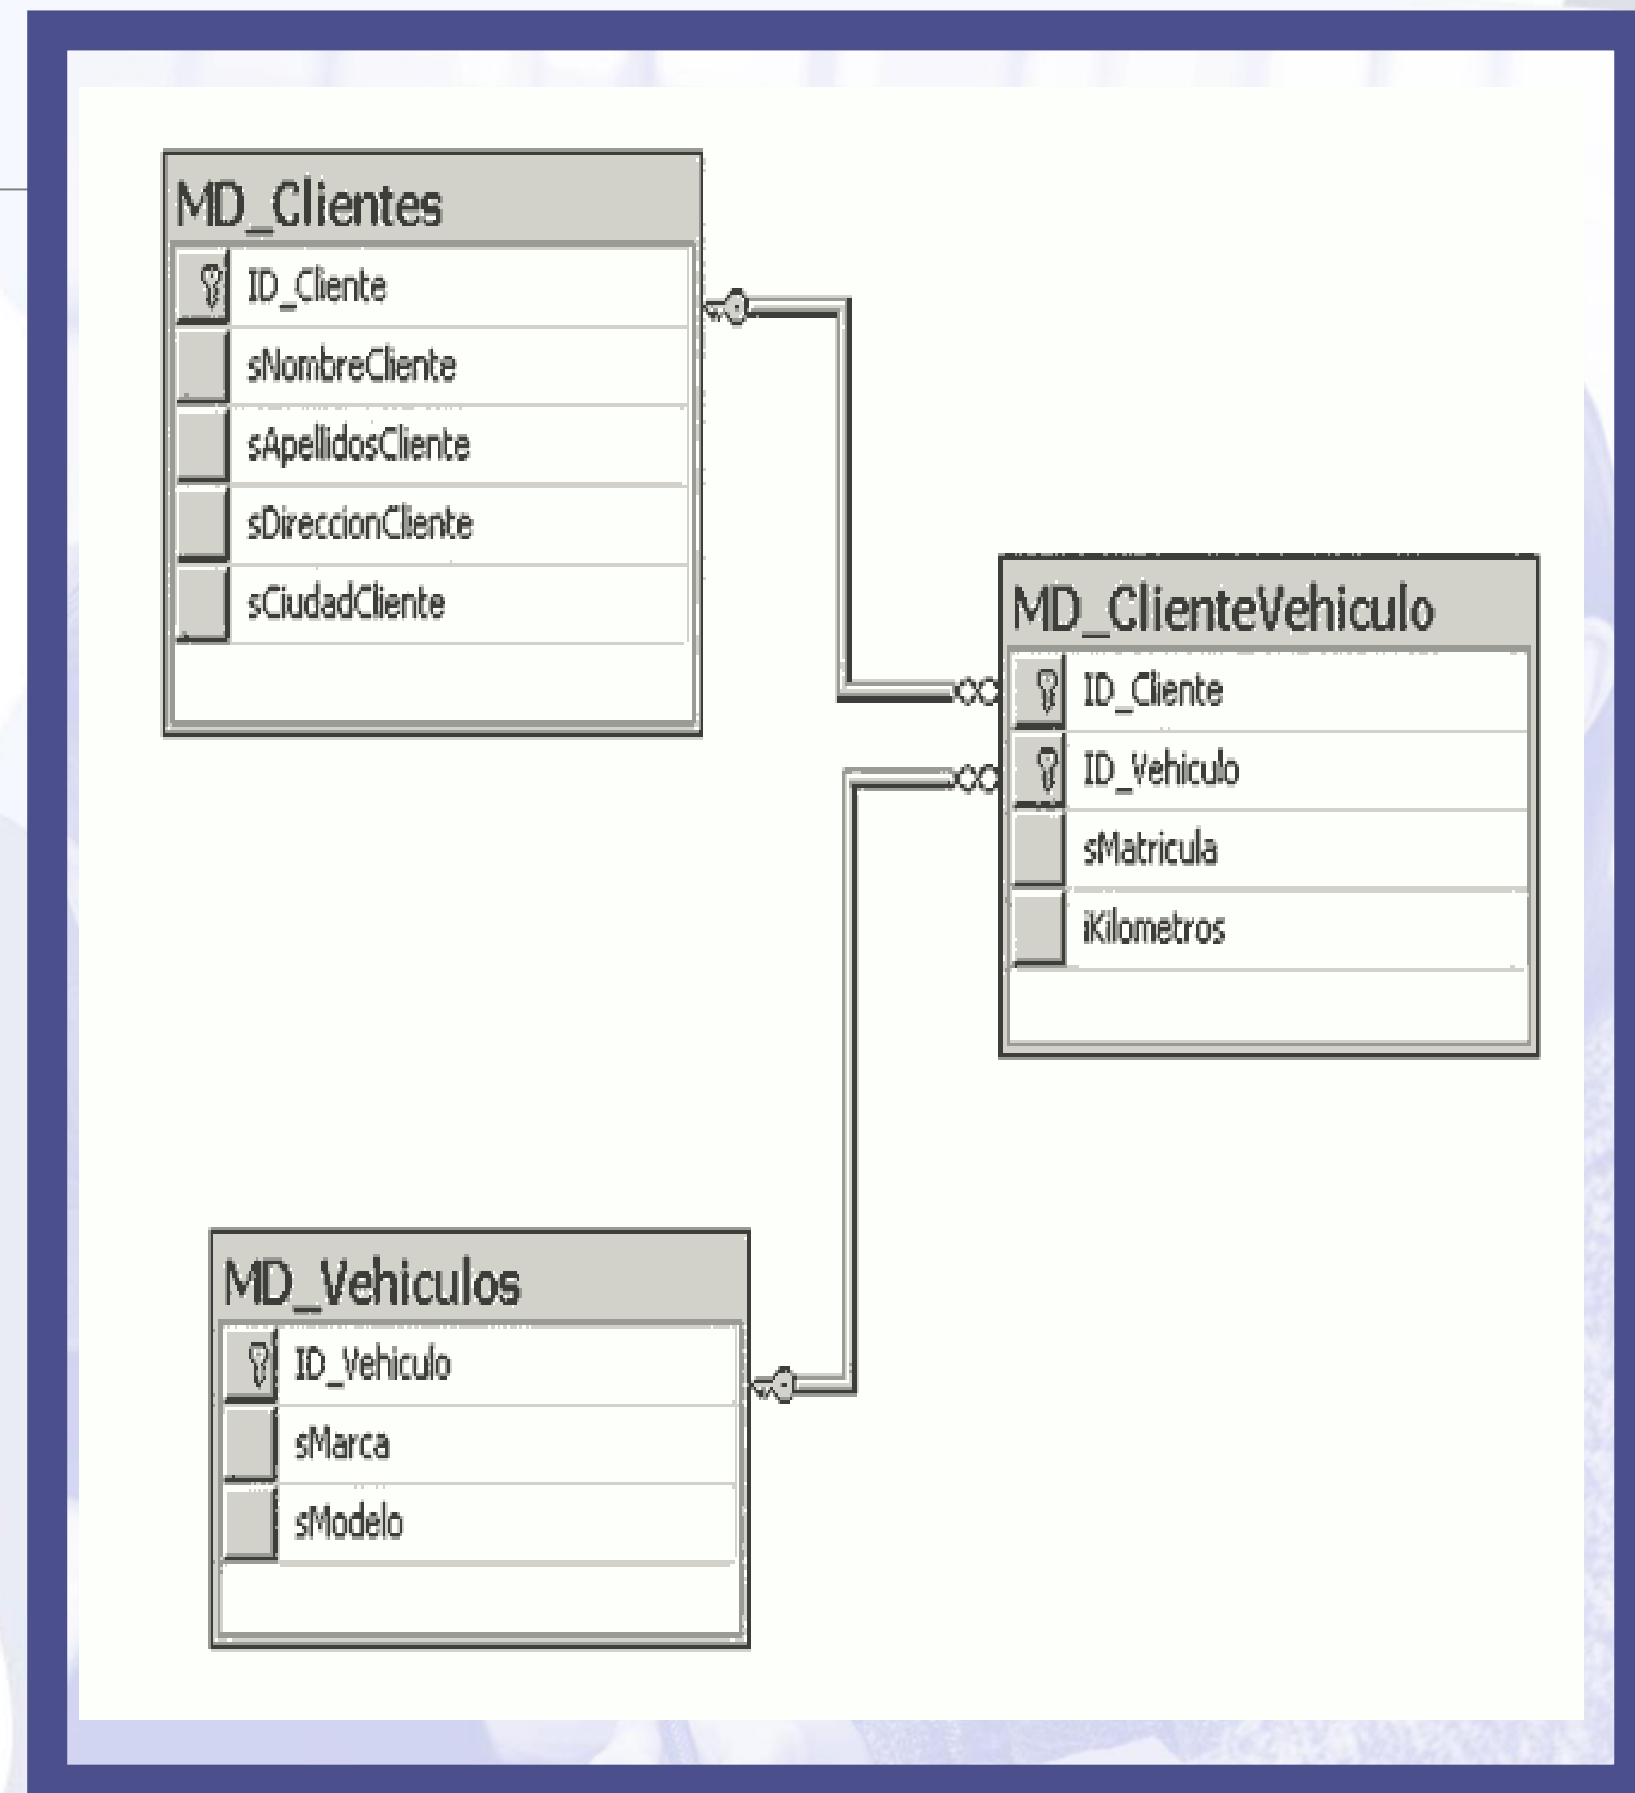 MD_Clientes
ID_Cliente
sNombreCliente
sApellidosCliente
sDireccionCliente
sCiudadCliente
MD_ClienteVehiculo
ID_Cliente
ID_Vehiculo
sMatricula
iKilometros
MD_Vehiculos
ID_Vehiculo
sMarca
sModelo